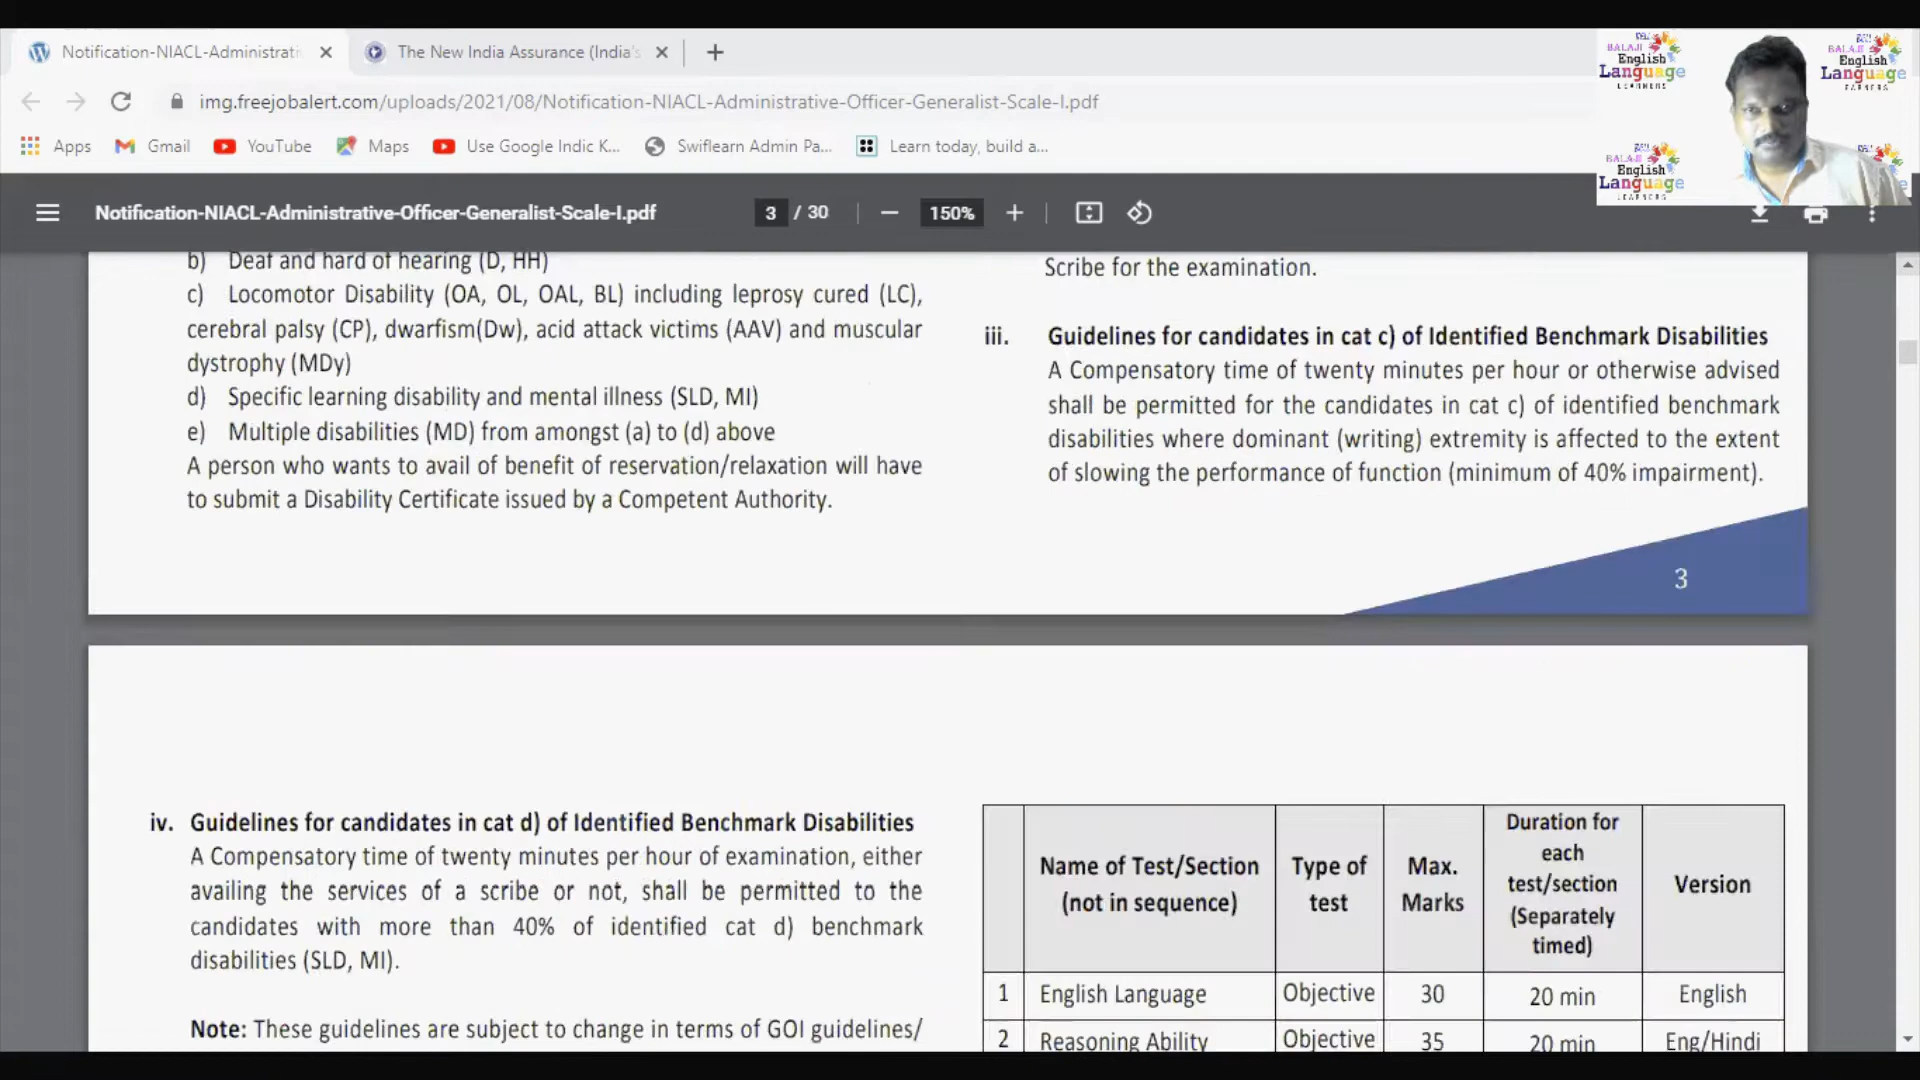 Notification-NIACL-Administrati
The New India Assurance (India's
img.freejobalert.com/uploads/2021/08/Notification-NIACL-Administrative-Officer-Generalist-Scale-I.pdf
Apps
Gmail
YouTube
Maps
Use Google Indic K...
Swiflearn Admin Pa...
Learn today, build a...
BALAJI
English
Language
LEARNERS
BALAJI
English
Language
BALAJI
English
Language
LEARNERS
Notification-NIACL-Administrative-Officer-Generalist-Scale-I.pdf
3 / 30
150%
b) Deaf and hard of hearing (D, HH)
c) Locomotor Disability (OA, OL, OAL, BL) including leprosy cured (LC),
cerebral palsy (CP), dwarfism(Dw), acid attack victims (AAV) and muscular
dystrophy (MDy)
d) Specific learning disability and mental illness (SLD, MI)
e) Multiple disabilities (MD) from amongst (a) to (d) above
A person who wants to avail of benefit of reservation/relaxation will have
to submit a Disability Certificate issued by a Competent Authority.
Scribe for the examination.
iii. Guidelines for candidates in cat c) of Identified Benchmark Disabilities
A Compensatory time of twenty minutes per hour or otherwise advised
shall be permitted for the candidates in cat c) of identified benchmark
disabilities where dominant (writing) extremity is affected to the extent
of slowing the performance of function (minimum of 40% impairment).
3
iv. Guidelines for candidates in cat d) of Identified Benchmark Disabilities
A Compensatory time of twenty minutes per hour of examination, either
availing the services of a scribe or not, shall be permitted to the
candidates with more than 40% of identified cat d) benchmark
disabilities (SLD, MI).
Note: These guidelines are subject to change in terms of GOI guidelines/
Name of Test/Section
(not in sequence)
Type of
test
Max.
Marks
Duration for
each
test/section
(Separately
timed)
Version
1 English Language Objective 30 20 min English
2 Reasoning Ability Objective 35 20 min Eng/Hindi